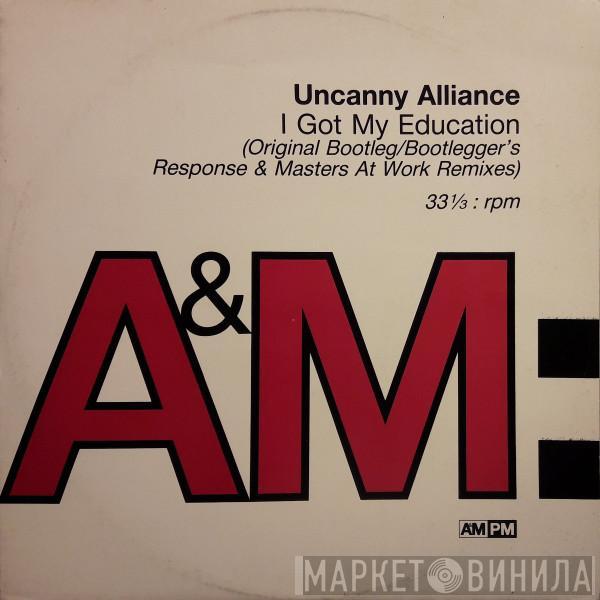 Uncanny Alliance
I Got My Education
(Original Bootleg/Bootlegger's
Response & Masters At Work Remixes)
33⅓ : rpm
A&M:
AM PM
МАРКЕТ ВИНИЛА